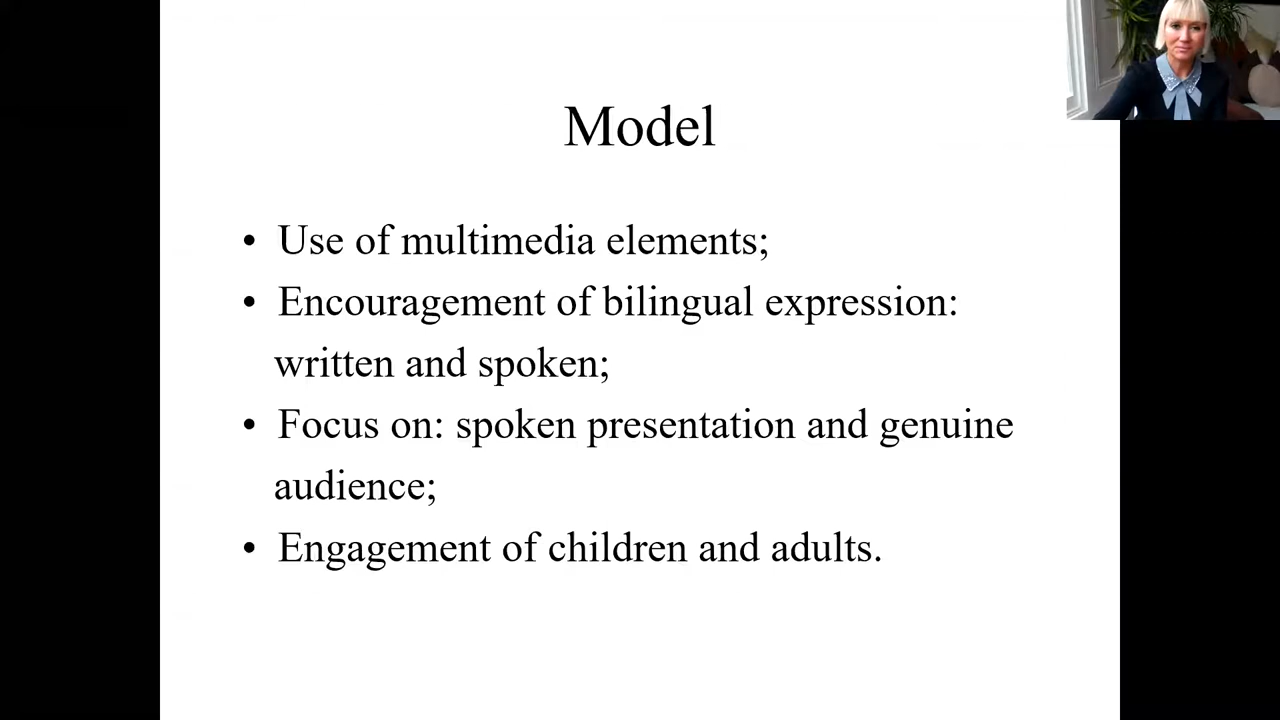 Model
• Use of multimedia elements;
• Encouragement of bilingual expression:
written and spoken;
• Focus on: spoken presentation and genuine
audience;
• Engagement of children and adults.